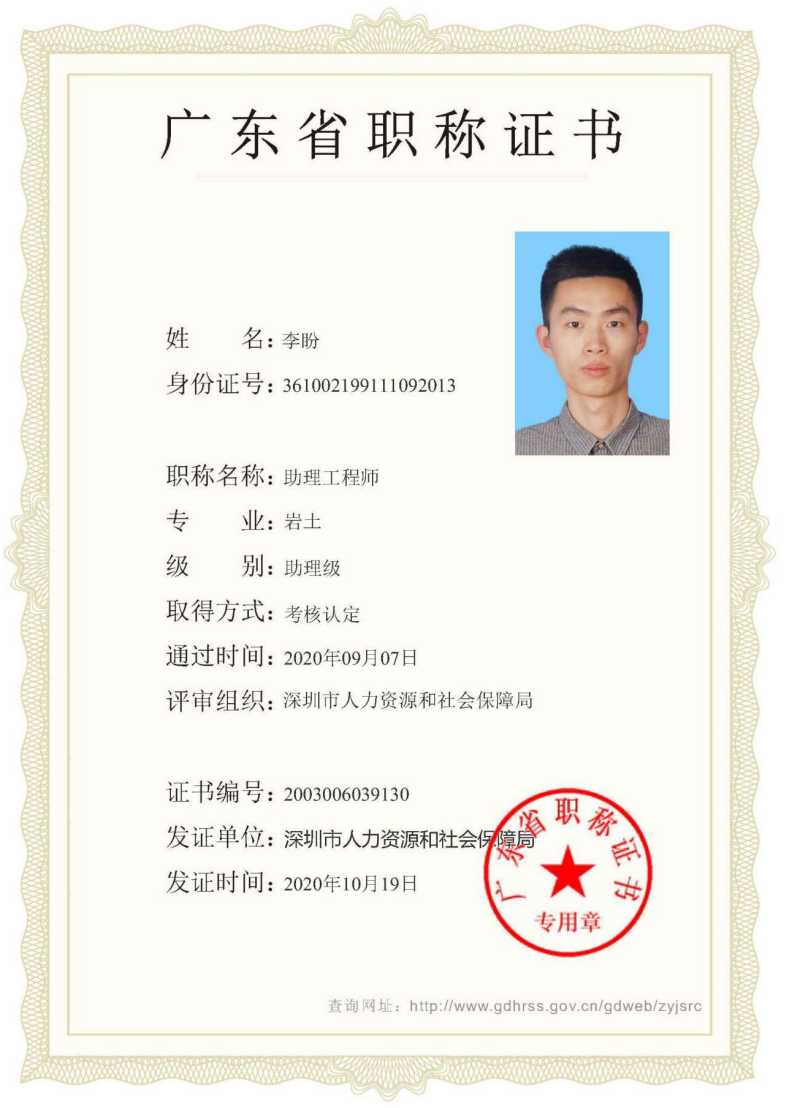 广东省职称证书
姓 名：李盼
身份证号：361002199111092013
职称名称：助理工程师
专 业：岩土
级 别：助理级
取得方式：考核认定
通过时间：2020年09月07日
评审组织：深圳市人力资源和社会保障局
证书编号：2003006039130
发证单位：深圳市人力资源和社会保障局
发证时间：2020年10月19日
广东省职称证书
专用章
查询网址：http://www.gdhrss.gov.cn/gdweb/zyjsrc